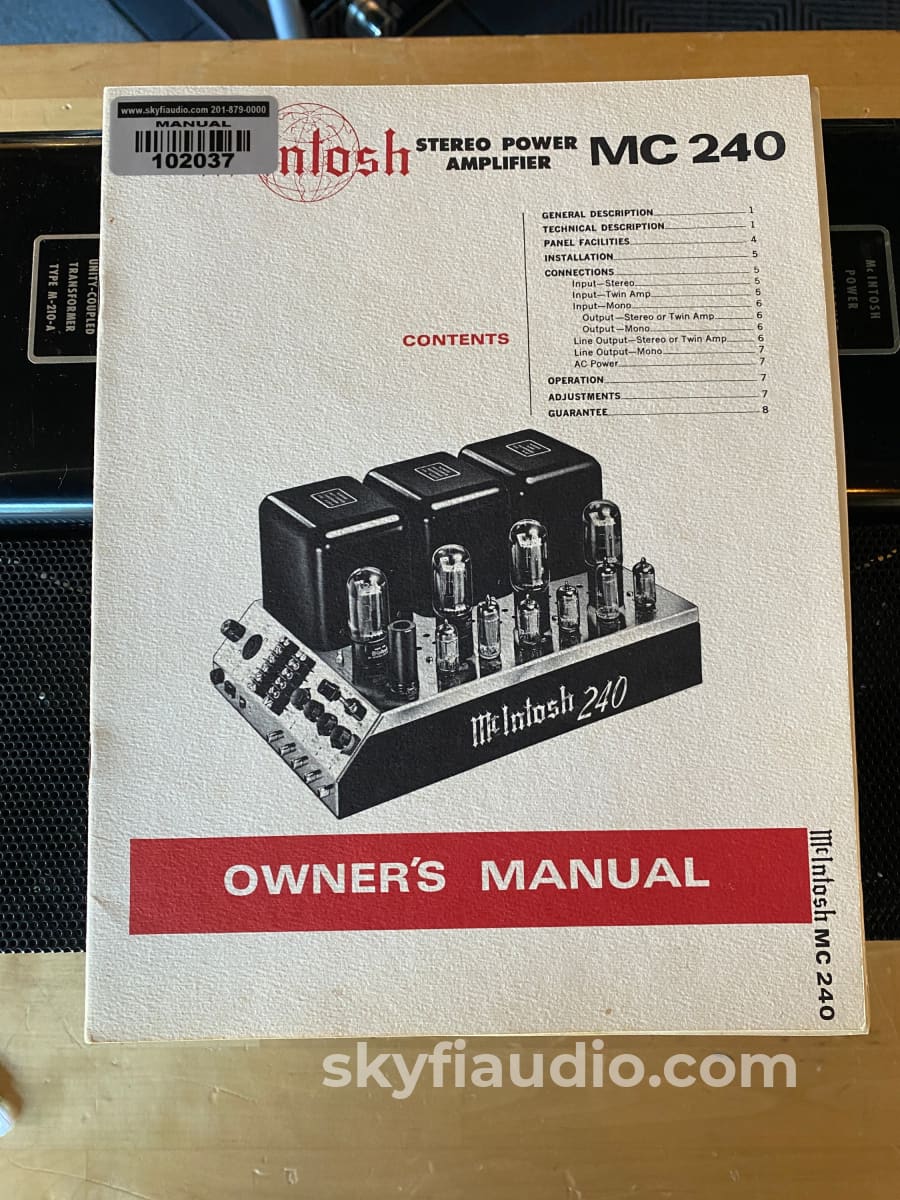 www.skyfiaudio.com 201-879-0000
MANUAL
102037
ntosh STEREO POWER AMPLIFIER MC 240
GENERAL DESCRIPTION 1
TECHNICAL DESCRIPTION 1
PANEL FACILITIES 4
INSTALLATION 5
CONNECTIONS 5
Input—Stereo 5
Input—Twin Amp 5
Input—Mono 6
Output—Stereo or Twin Amp 6
Output—Mono 6
Line Output—Stereo or Twin Amp 6
Line Output—Mono 7
AC Power 7
OPERATION 7
ADJUSTMENTS 7
GUARANTEE 8
CONTENTS
UNITY-COUPLED
TRANSFORMER
TYPE M-210-A
McINTOSH
POWER
McIntosh 240
OWNER'S MANUAL
McIntosh MC 240
skyfiaudio.com